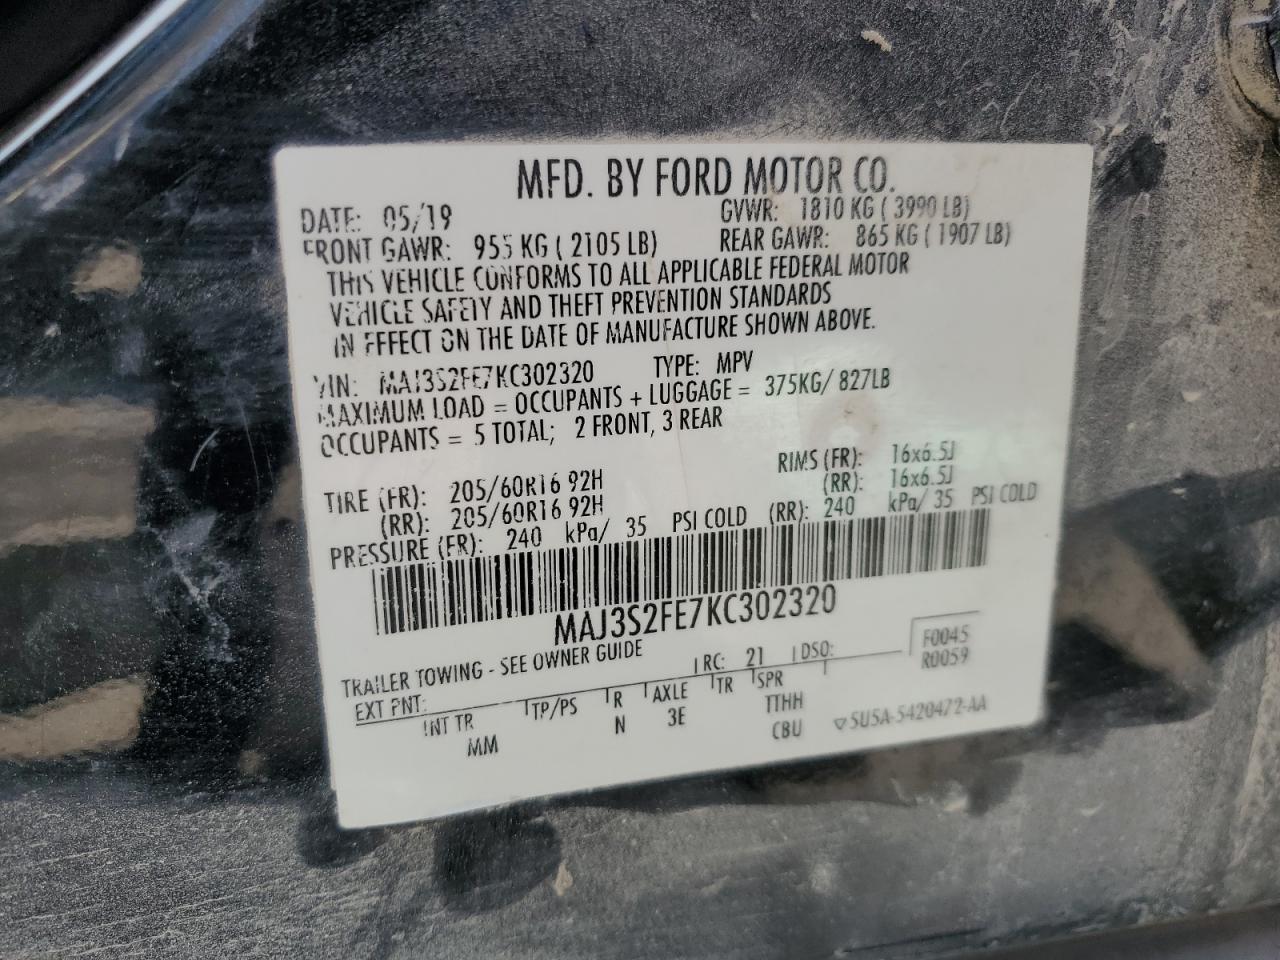 MFD. BY FORD MOTOR CO.
DATE: 05/19 GVWR: 1810 KG ( 3990 LB)
FRONT GAWR: 955 KG ( 2105 LB) REAR GAWR: 865 KG ( 1907 LB)
THIS VEHICLE CONFORMS TO ALL APPLICABLE FEDERAL MOTOR
VEHICLE SAFETY AND THEFT PREVENTION STANDARDS
IN EFFECT ON THE DATE OF MANUFACTURE SHOWN ABOVE.
VIN: MAJ3S2FE7KC302320 TYPE: MPV
MAXIMUM LOAD = OCCUPANTS + LUGGAGE = 375KG/ 827LB
OCCUPANTS = 5 TOTAL; 2 FRONT, 3 REAR
TIRE (FR): 205/60R16 92H RIMS (FR): 16x6.5J
(RR): 205/60R16 92H (RR): 16x6.5J
PRESSURE (FR): 240 kPa/ 35 PSI COLD (RR): 240 kPa/ 35 PSI COLD
MAJ3S2FE7KC302320
TRAILER TOWING - SEE OWNER GUIDE
EXT PNT: RC: 21 DSO: F0045
R0059
INT TR TP/PS R AXLE TR SPR
MM N 3E TTHH
CBU ▽5U5A-5420472-AA